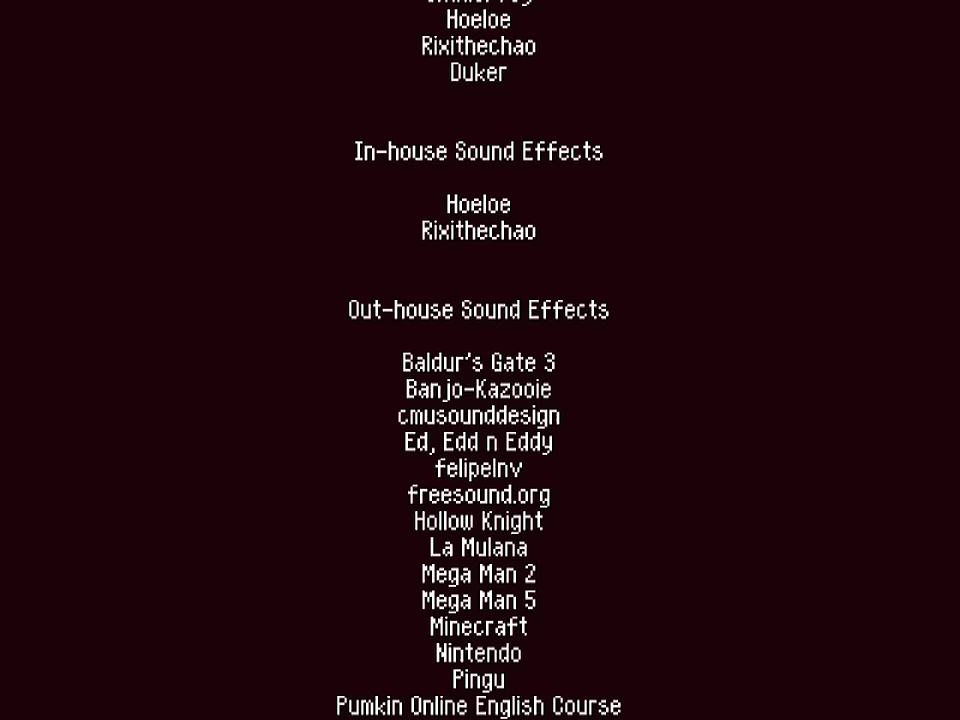 Hoeloe
Rixithechao
Duker
In-house Sound Effects
Hoeloe
Rixithechao
Out-house Sound Effects
Baldur's Gate 3
Banjo-Kazooie
cmusounddesign
Ed, Edd n Eddy
felipelnv
freesound.org
Hollow Knight
La Mulana
Mega Man 2
Mega Man 5
Minecraft
Nintendo
Pingu
Pumkin Online English Course